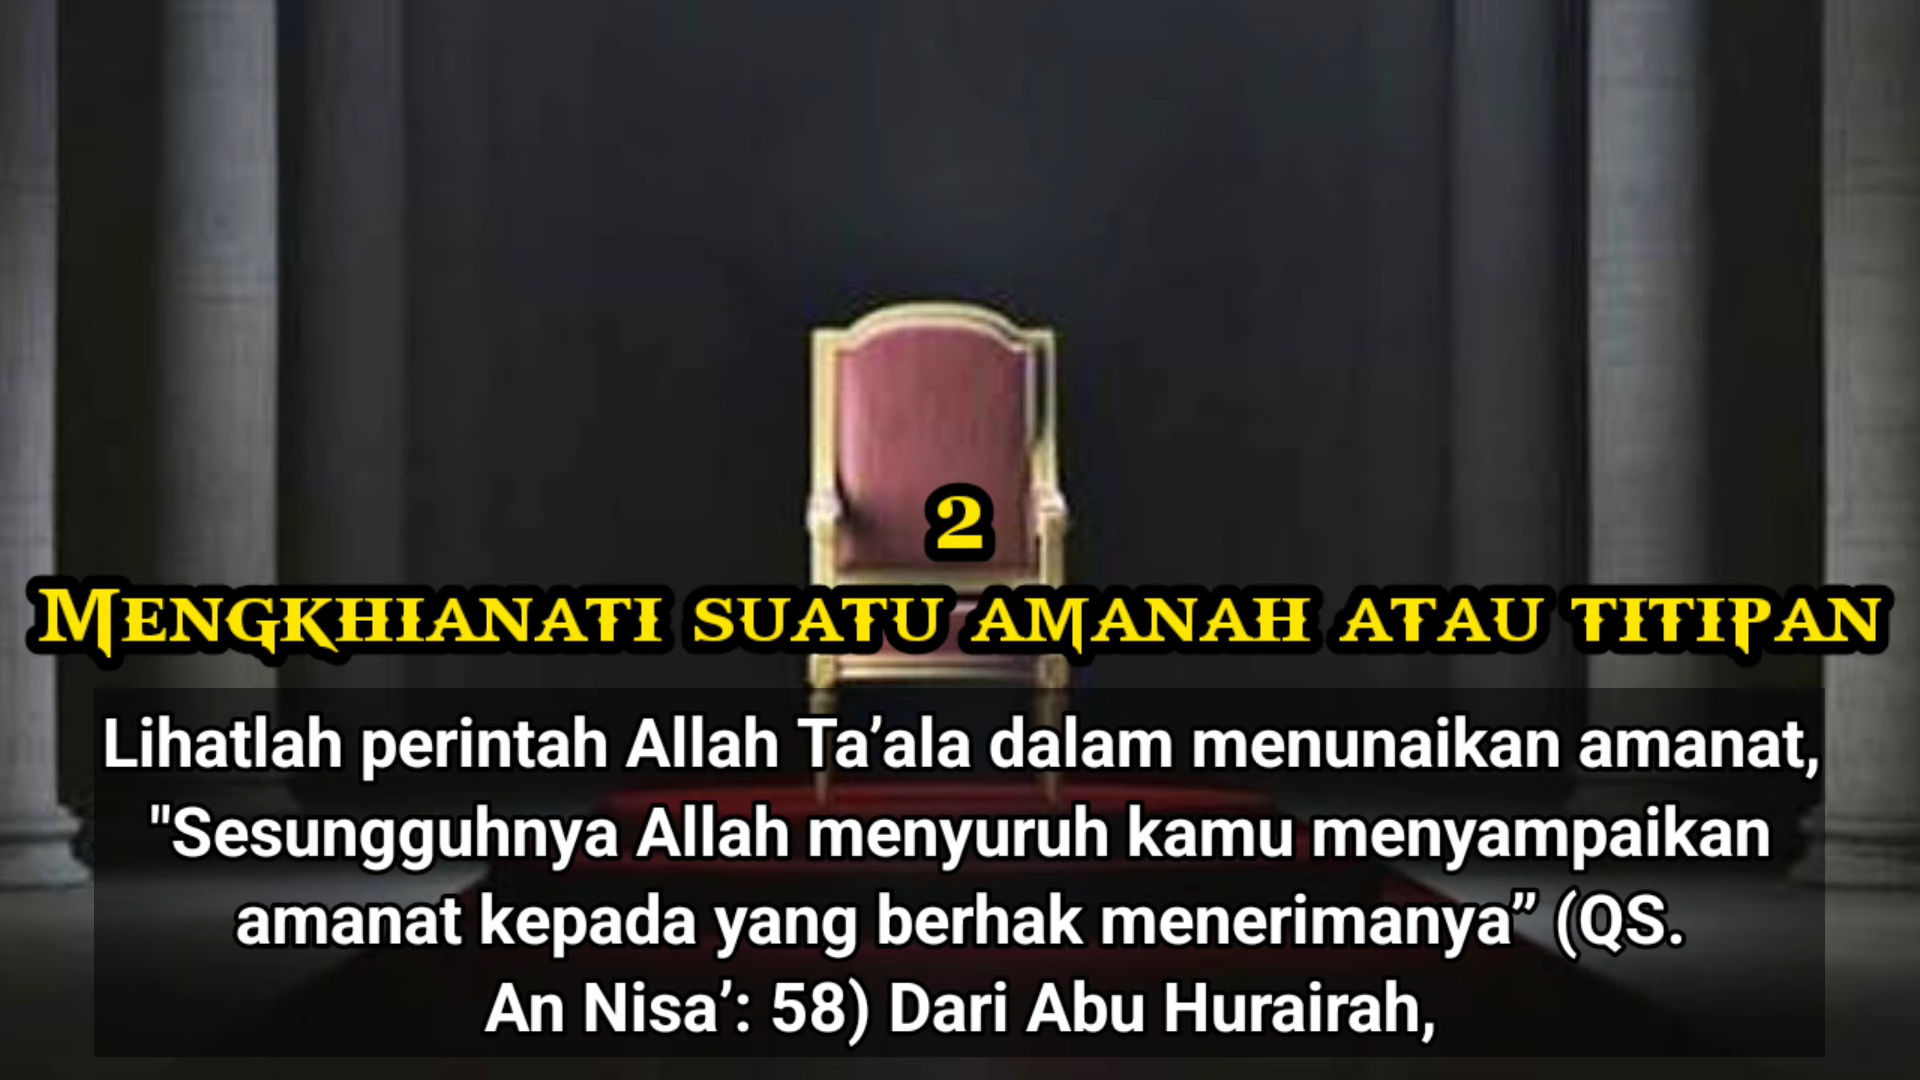 2
Mengkhianati suatu amanah atau titipan
Lihatlah perintah Allah Ta’ala dalam menunaikan amanat,
"Sesungguhnya Allah menyuruh kamu menyampaikan
amanat kepada yang berhak menerimanya” (QS.
An Nisa’: 58) Dari Abu Hurairah,